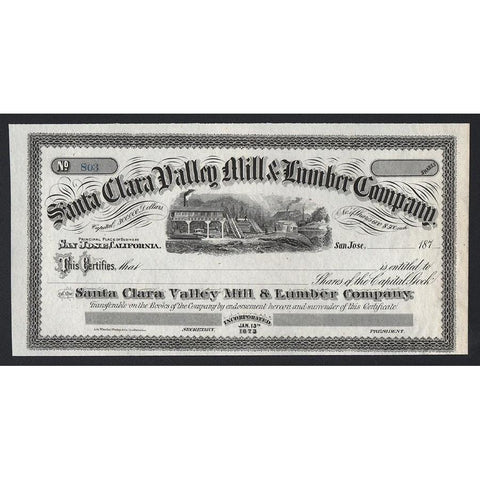 No 803
SHARES
Santa Clara Valley Mill & Lumber Company,
Capital Dollars
PRINCIPAL PLACE OF BUSINESS
SAN JOSE, CALIFORNIA.
San Jose, 187
This Certifies, that is entitled to
Shares of the Capital Stock
of the Santa Clara Valley Mill & Lumber Company,
Transferable on the Books of the Company by endorsement hereon and surrender of this Certificate.
SECRETARY.
PRESIDENT.
INCORPORATED
JAN. 13TH
1873